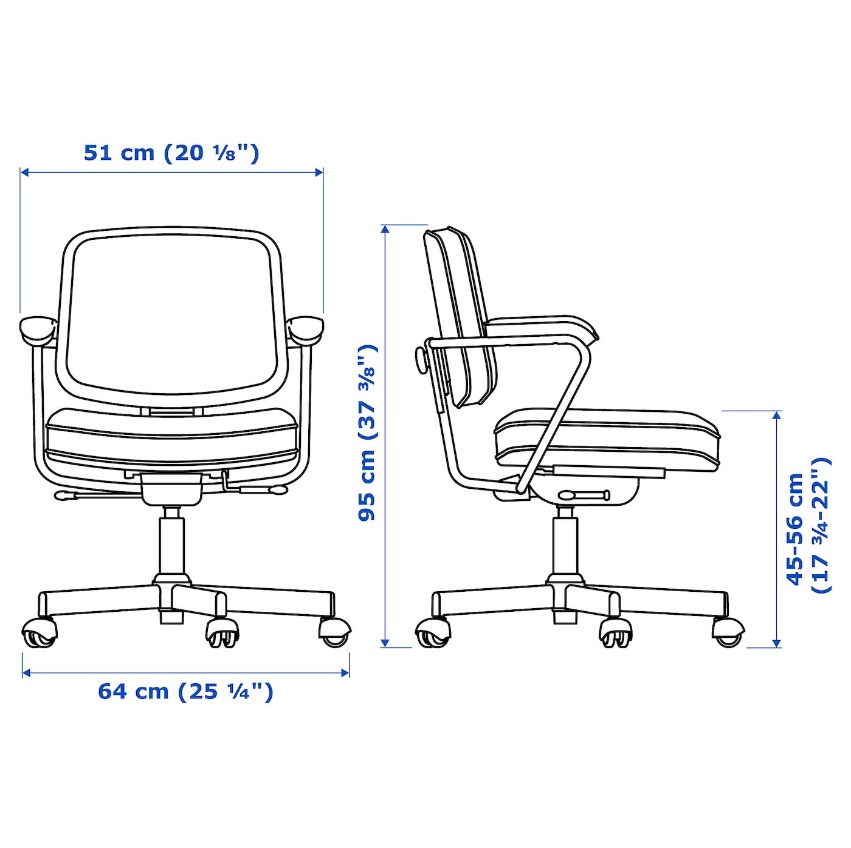 51 cm (20 ⅛")
95 cm (37 ⅜")
45-56 cm
(17 ¾-22")
64 cm (25 ¼")